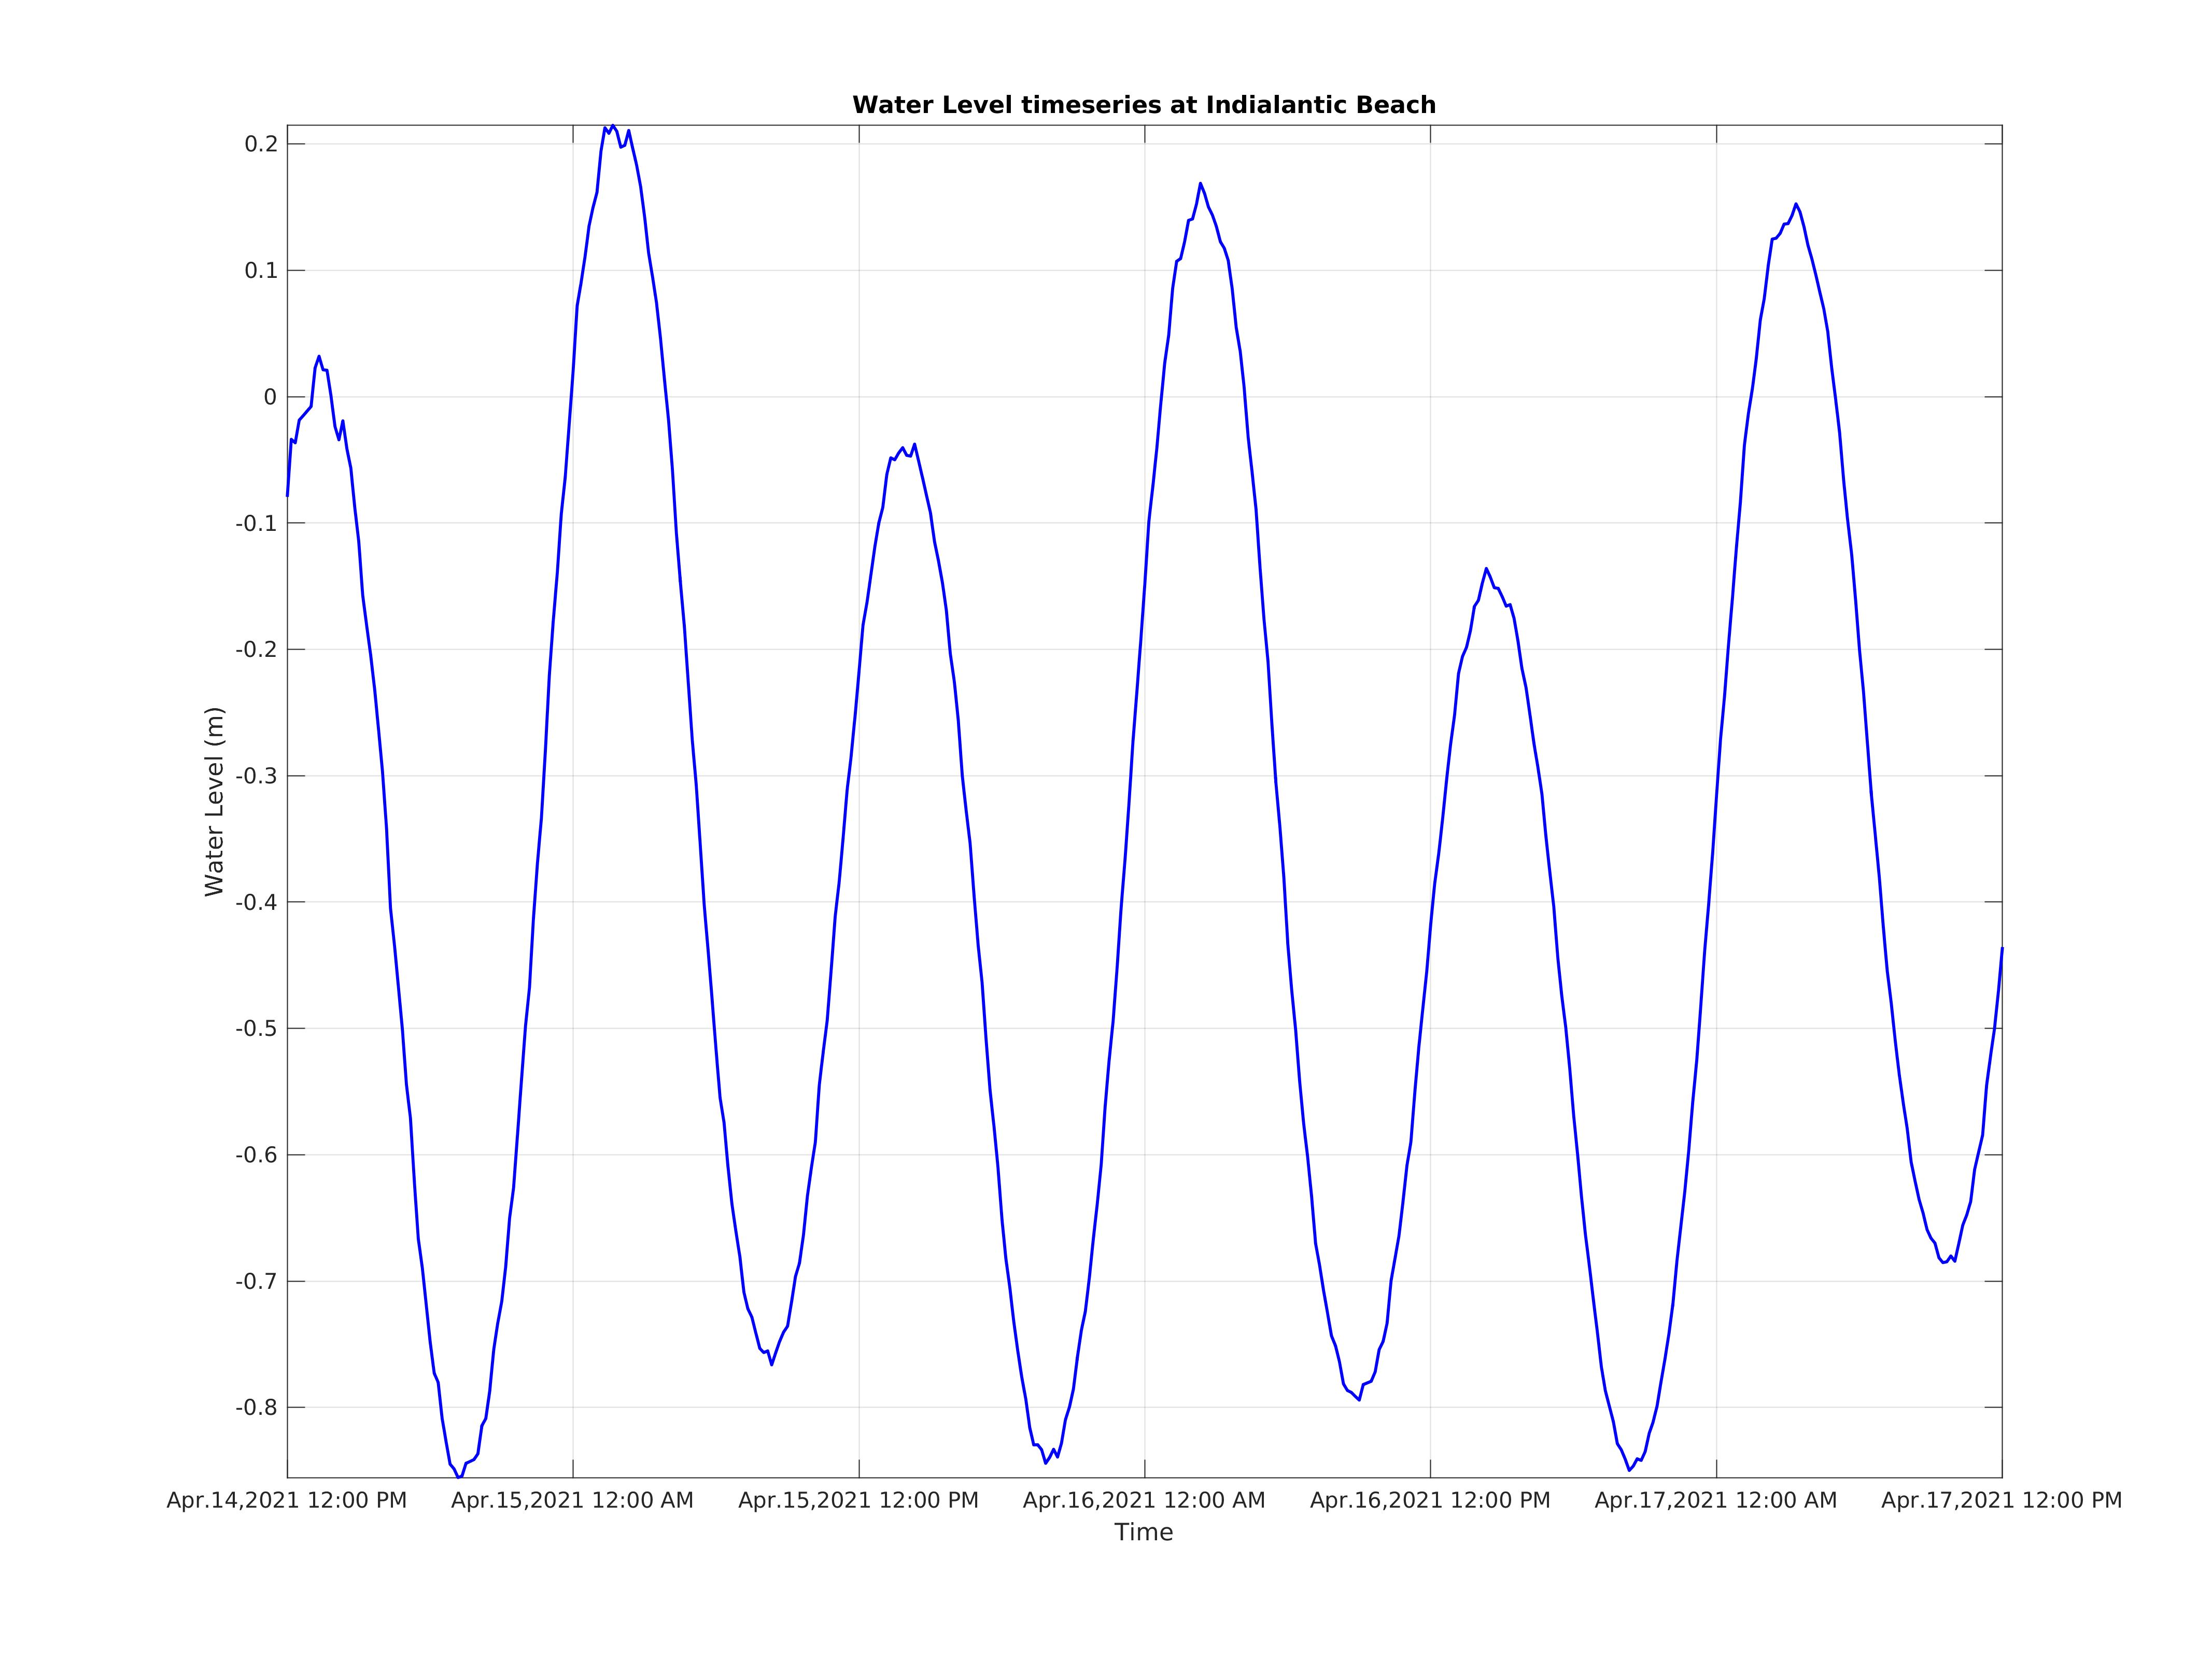 Water Level timeseries at Indialantic Beach
0.2
0.1
0
-0.1
-0.2
-0.3
-0.4
-0.5
-0.6
-0.7
-0.8
Water Level (m)
Apr.14,2021 12:00 PM
Apr.15,2021 12:00 AM
Apr.15,2021 12:00 PM
Apr.16,2021 12:00 AM
Apr.16,2021 12:00 PM
Apr.17,2021 12:00 AM
Apr.17,2021 12:00 PM
Time